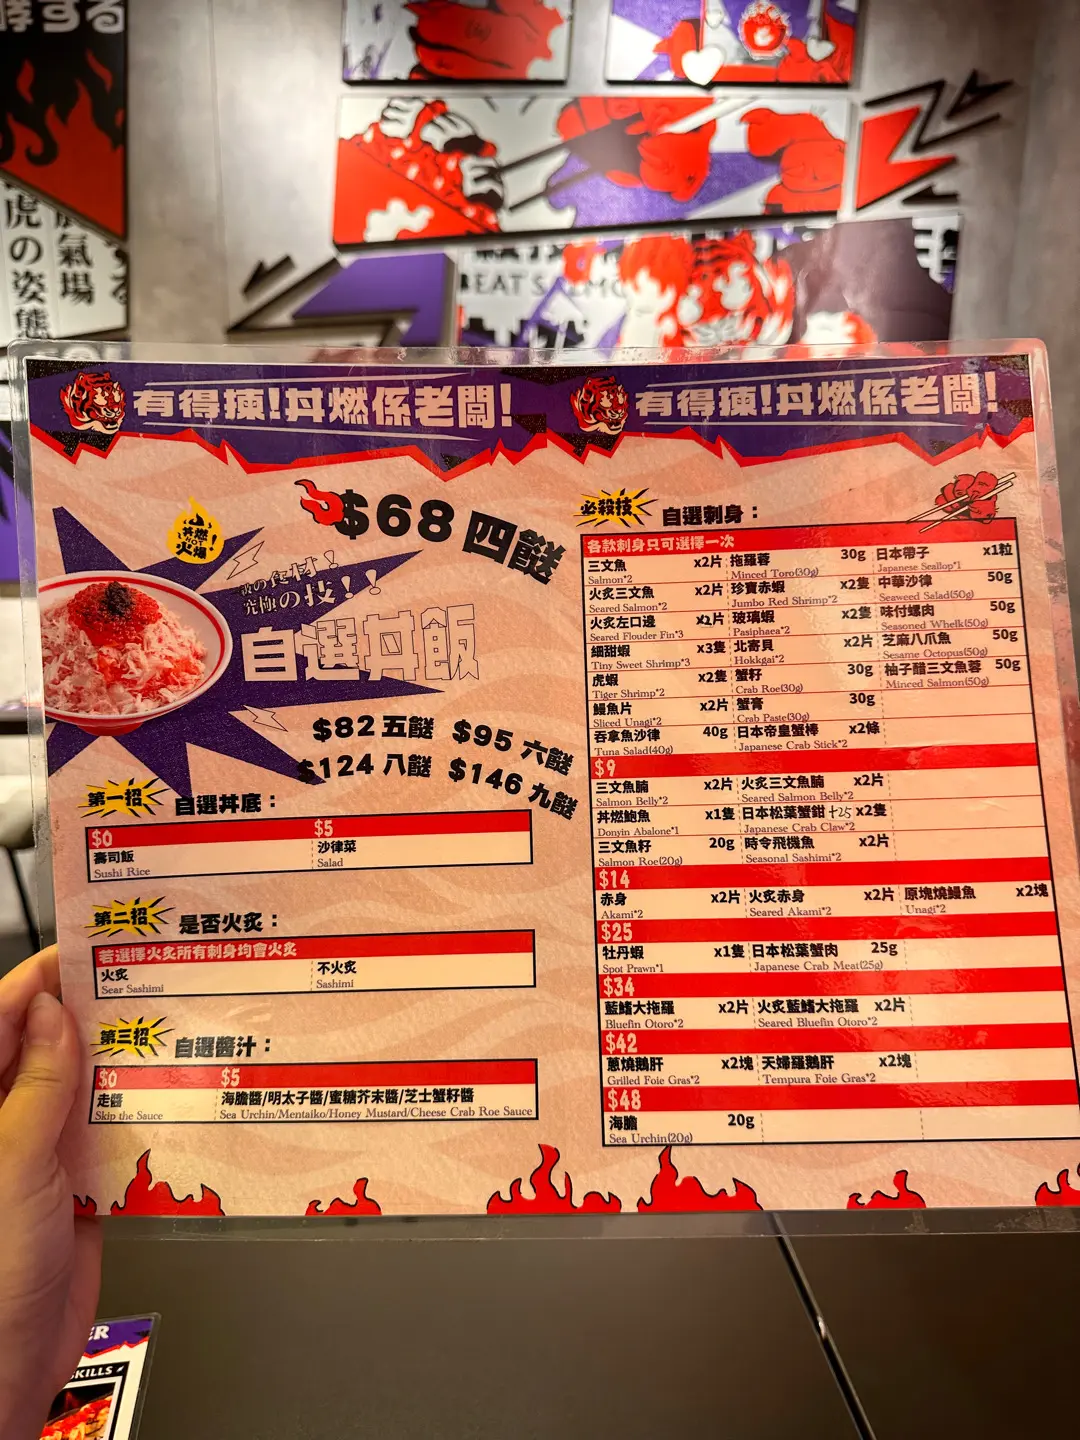 酵する
虎の姿態
氣場
EAT SALMO
有得揀!丼燃係老闆!
有得揀!丼燃係老闆!
丼燃
HOT
火爆!
$68 四餸
究極の技!!
自選丼飯
$82 五餸 $95 六餸
$124 八餸 $146 九餸
第一招 自選丼底：
$0 $5
壽司飯 沙律菜
Sushi Rice Salad
第二招 是否火炙：
若選擇火炙所有刺身均會火炙
火炙 不火炙
Sear Sashimi Sashimi
第三招 自選醬汁：
$0 $5
走醬 海膽醬/明太子醬/蜜糖芥末醬/芝士蟹籽醬
Skip the Sauce Sea Urchin/Mentaiko/Honey Mustard/Cheese Crab Roe Sauce
必殺技 自選刺身：
各款刺身只可選擇一次
三文魚 x2片 拖羅蓉 30g 日本帶子 x1粒
Salmon*2 Minced Toro(30g) Japanese Scallop*1
火炙三文魚 x2片 珍寶赤蝦 x2隻 中華沙律 50g
Seared Salmon*2 Jumbo Red Shrimp*2 Seaweed Salad(50g)
火炙左口邊 x2片 玻璃蝦 x2隻 味付螺肉 50g
Seared Flouder Fin*3 Pasiphaea*2 Seasoned Whelk(50g)
細甜蝦 x3隻 北寄貝 x2片 芝麻八爪魚 50g
Tiny Sweet Shrimp*3 Hokkgai*2 Sesame Octopus(50g)
虎蝦 x2隻 蟹籽 30g 柚子醋三文魚蓉 50g
Tiger Shrimp*2 Crab Roe(30g) Minced Salmon(50g)
鰻魚片 x2片 蟹膏 30g
Sliced Unagi*2 Crab Paste(30g)
吞拿魚沙律 40g 日本帝皇蟹棒 x2條
Tuna Salad(40g) Japanese Crab Stick*2
$9
三文魚腩 x2片 火炙三文魚腩 x2片
Salmon Belly*2 Seared Salmon Belly*2
丼燃鮑魚 x1隻 日本松葉蟹鉗 +25 x2隻
Donyin Abalone*1 Japanese Crab Claw*2
三文魚籽 20g 時令飛機魚 x2片
Salmon Roe(20g) Seasonal Sashimi*2
$14
赤身 x2片 火炙赤身 x2片 原塊燒鰻魚 x2塊
Akami*2 Seared Akami*2 Unagi*2
$25
牡丹蝦 x1隻 日本松葉蟹肉 25g
Spot Prawn*1 Japanese Crab Meat(25g)
$34
藍鰭大拖羅 x2片 火炙藍鰭大拖羅 x2片
Bluefin Otoro*2 Seared Bluefin Otoro*2
$42
蔥燒鵝肝 x2塊 天婦羅鵝肝 x2塊
Grilled Foie Gras*2 Tempura Foie Gras*2
$48
海膽 20g
Sea Urchin(20g)
ER
SKILLS